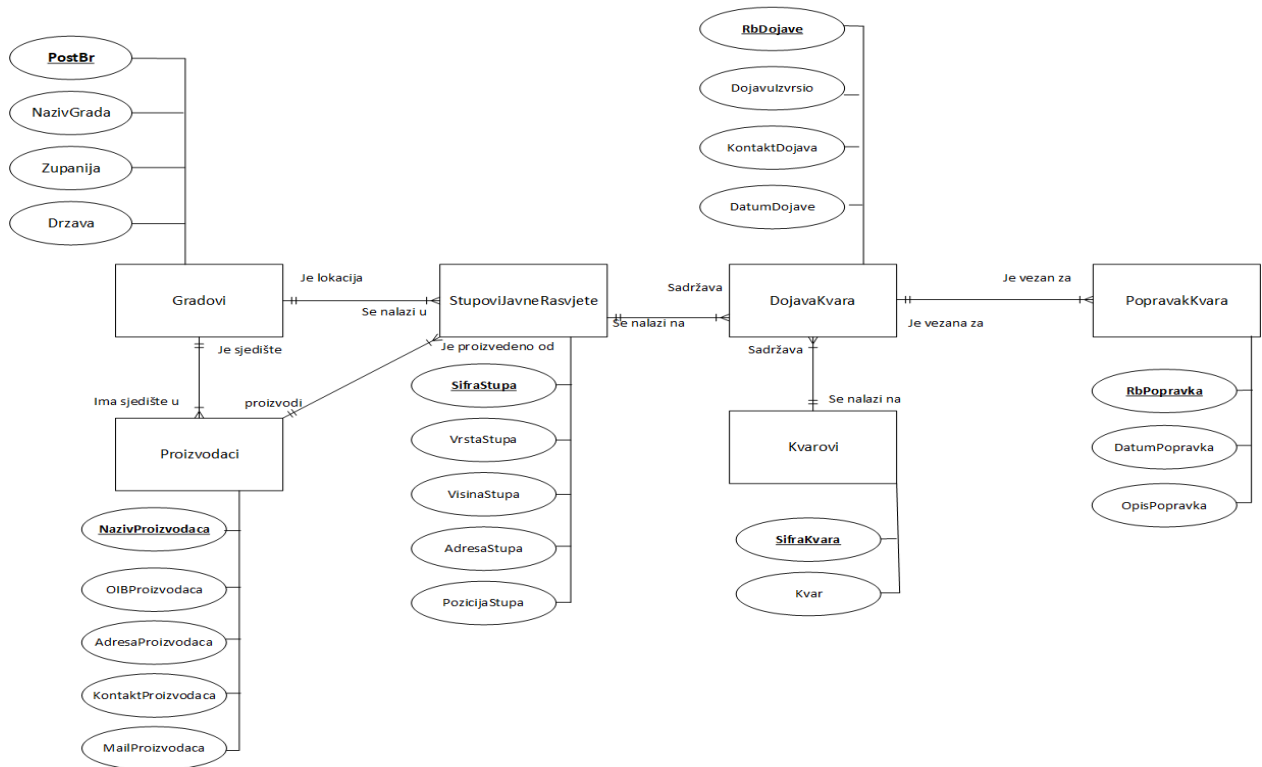 RbDojave
PostBr
DojavuIzvrsio
NazivGrada
KontaktDojava
Zupanija
DatumDojave
Drzava
Je lokacija
Sadržava
Je vezan za
Gradovi
StupoviJavneRasvjete
DojavaKvara
PopravakKvara
Se nalazi u
Se nalazi na
Je vezana za
Je sjedište
Je proizvedeno od
Sadržava
SifraStupa
RbPopravka
Ima sjedište u
proizvodi
Se nalazi na
VrstaStupa
DatumPopravka
Proizvodaci
Kvarovi
VisinaStupa
OpisPopravka
NazivProizvodaca
SifraKvara
AdresaStupa
OIBProizvodaca
Kvar
PozicijaStupa
AdresaProizvodaca
KontaktProizvodaca
MailProizvodaca